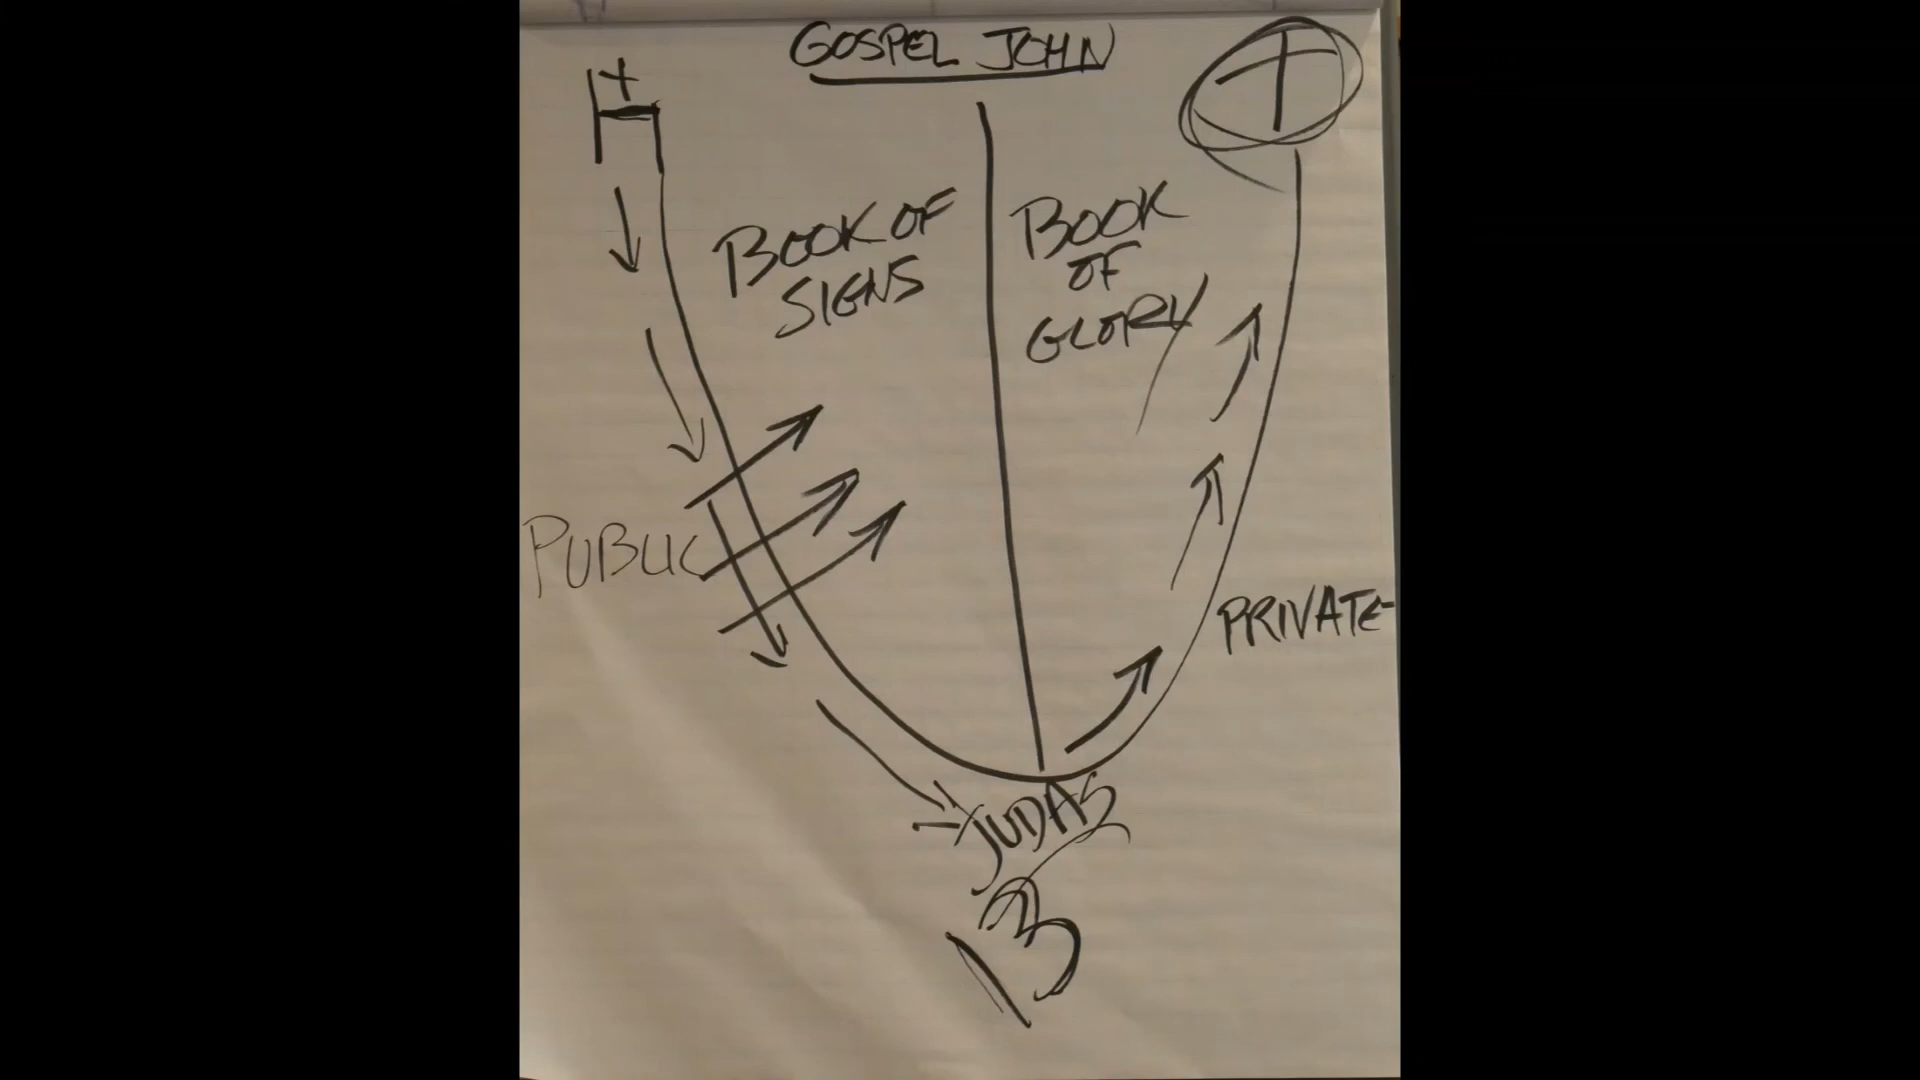 GOSPEL JOHN
BOOK OF
SIGNS
BOOK
OF
GLORY
PUBLIC
PRIVATE
JUDAS
13